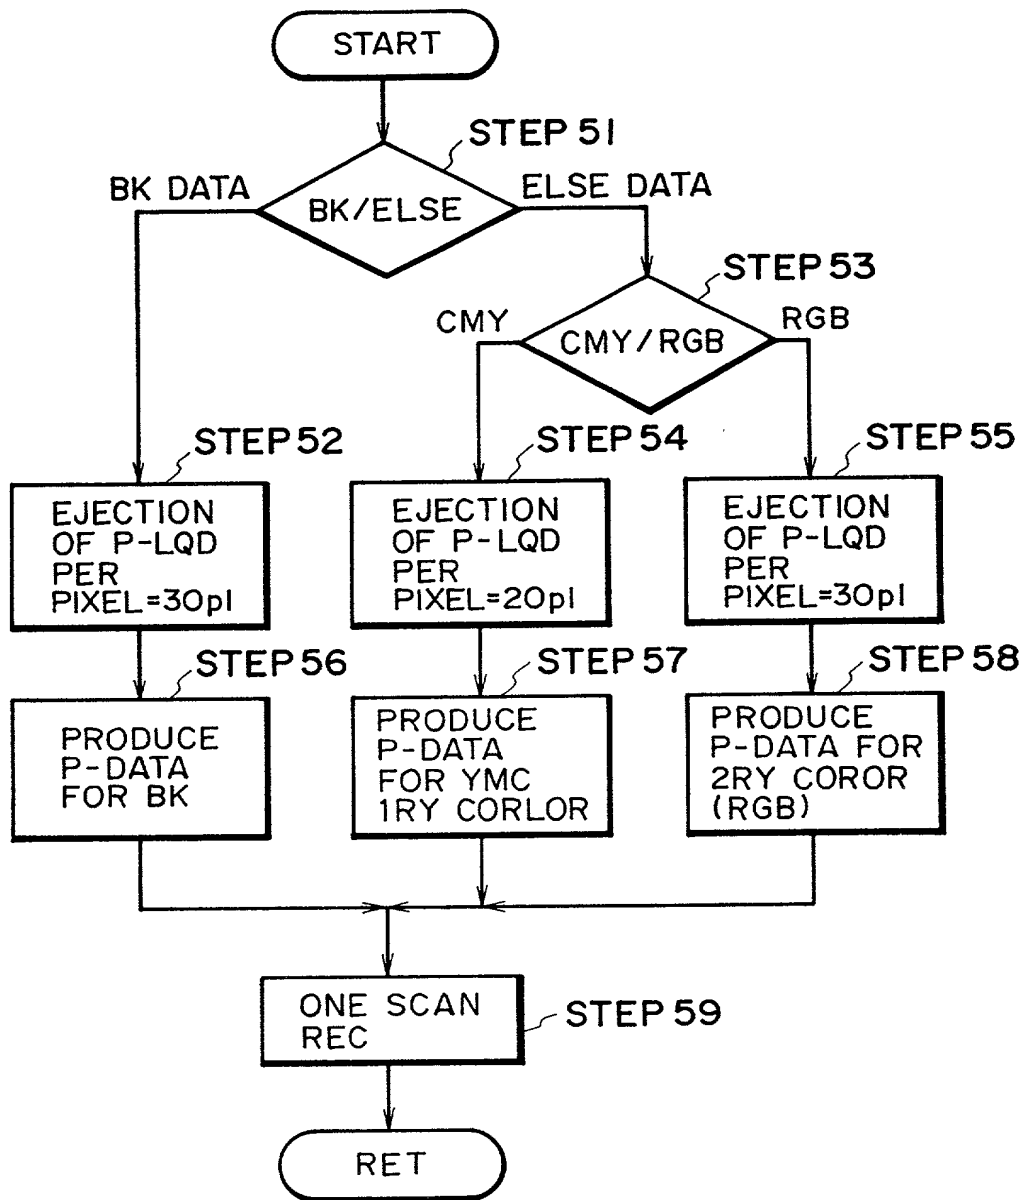 START
STEP 51
BK DATA
ELSE DATA
BK/ELSE
STEP 53
CMY
RGB
CMY/RGB
STEP 52
STEP 54
STEP 55
EJECTION
OF P-LQD
PER
PIXEL=30pl
EJECTION
OF P-LQD
PER
PIXEL=20pl
EJECTION
OF P-LQD
PER
PIXEL=30pl
STEP 56
STEP 57
STEP 58
PRODUCE
P-DATA
FOR BK
PRODUCE
P-DATA
FOR YMC
1RY CORLOR
PRODUCE
P-DATA FOR
2RY COROR
(RGB)
ONE SCAN
REC
STEP 59
RET